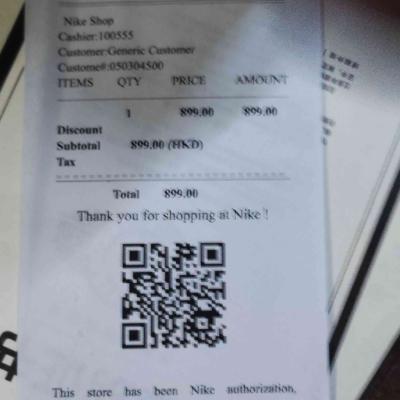 Nike Shop
Cashier:100555
Customer:Generic Customer
Custome#:050304500
ITEMS QTY PRICE AMOUNT
1 899.00 899.00
Discount
Subtotal 899.00 (HKD)
Tax
Total 899.00
Thank you for shopping at Nike !
This store has been Nike authorization,